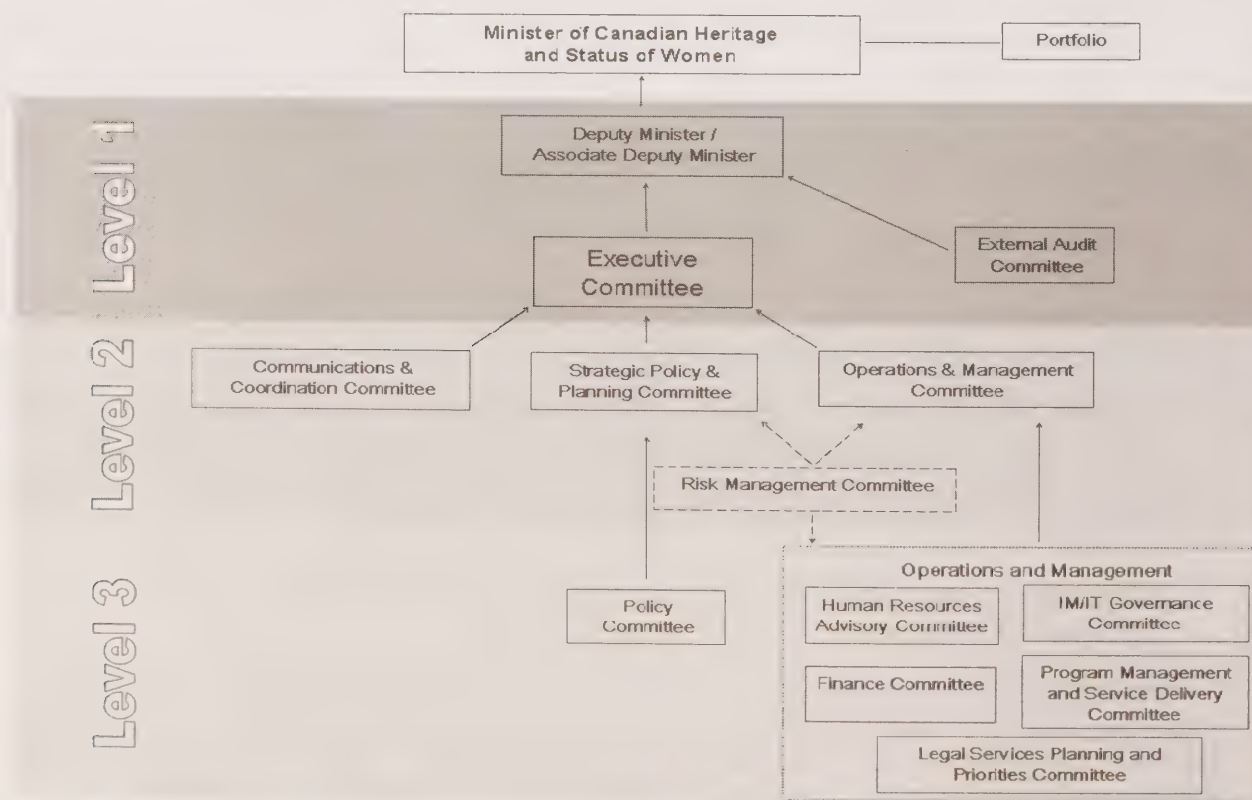 Minister of Canadian Heritage
and Status of Women
Portfolio
Level 1
Deputy Minister /
Associate Deputy Minister
Executive
Committee
External Audit
Committee
Level 2
Communications &
Coordination Committee
Strategic Policy &
Planning Committee
Operations & Management
Committee
Risk Management Committee
Level 3
Policy
Committee
Operations and Management
Human Resources
Advisory Committee
IM/IT Governance
Committee
Finance Committee
Program Management
and Service Delivery
Committee
Legal Services Planning and
Priorities Committee